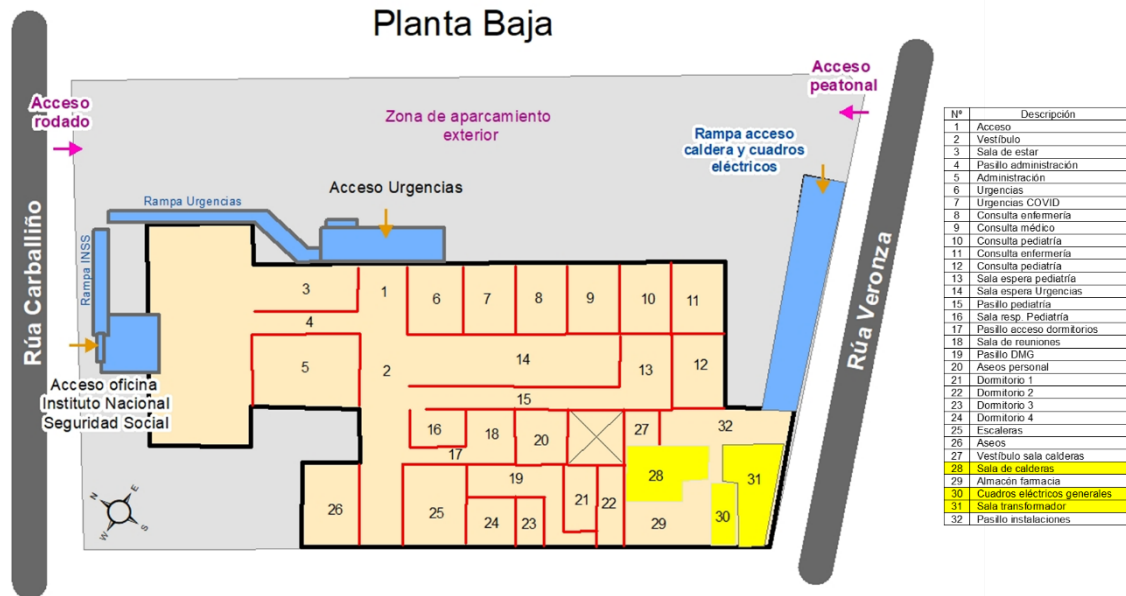 Planta Baja
Acceso
rodado
Acceso
peatonal
Zona de aparcamiento
exterior
Rampa acceso
caldera y cuadros
eléctricos
Acceso Urgencias
Rampa Urgencias
Rampa INSS
Rúa Carballiño
Rúa Veronza
Acceso oficina
Instituto Nacional
Seguridad Social
3
1
6
7
8
9
10
11
4
5
2
14
13
12
15
16
18
20
27
32
17
19
28
31
26
25
24
23
21
22
29
30
N
E
W
S
Nº Descripción
1 Acceso
2 Vestíbulo
3 Sala de estar
4 Pasillo administración
5 Administración
6 Urgencias
7 Urgencias COVID
8 Consulta enfermería
9 Consulta médico
10 Consulta pediatría
11 Consulta enfermería
12 Consulta pediatría
13 Sala espera pediatría
14 Sala espera Urgencias
15 Pasillo pediatría
16 Sala resp. Pediatría
17 Pasillo acceso dormitorios
18 Sala de reuniones
19 Pasillo DMG
20 Aseos personal
21 Dormitorio 1
22 Dormitorio 2
23 Dormitorio 3
24 Dormitorio 4
25 Escaleras
26 Aseos
27 Vestíbulo sala calderas
28 Sala de calderas
29 Almacén farmacia
30 Cuadros eléctricos generales
31 Sala transformador
32 Pasillo instalaciones